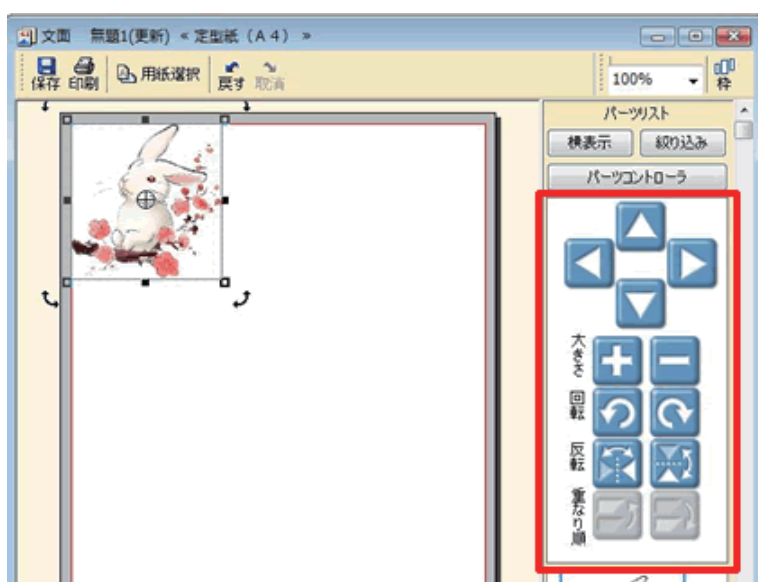 文面 無題1(更新) « 定型紙（A4） »
保存 印刷 用紙選択 戻す 取消 100% 枠
パーツリスト
横表示 絞り込み
パーツコントローラ
大きさ
回転
反転
重なり順